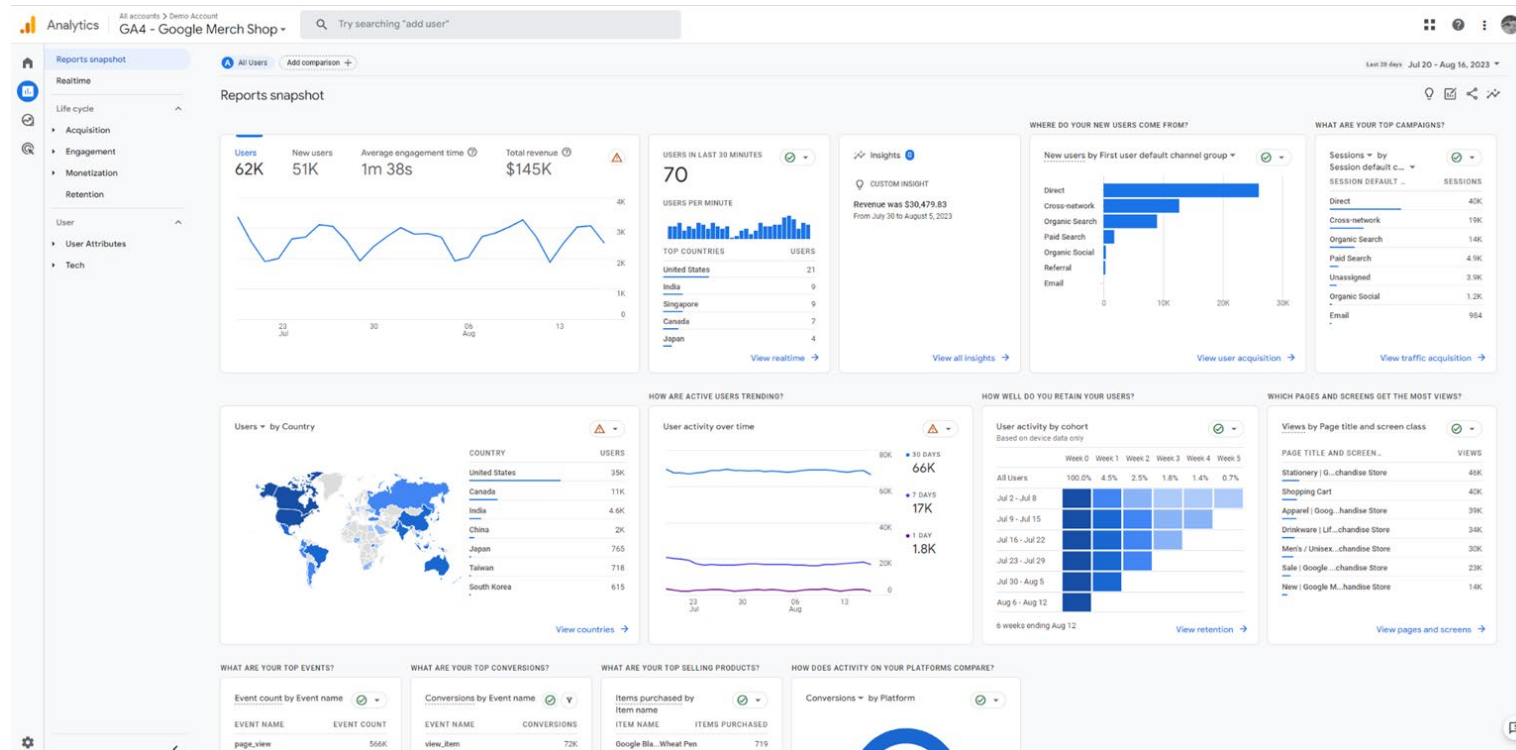 Analytics
All accounts > Demo Account
GA4 - Google Merch Shop
Try searching "add user"
Reports snapshot
Realtime
Life cycle
Acquisition
Engagement
Monetization
Retention
User
User Attributes
Tech
A All Users
Add comparison +
Last 28 days Jul 20 - Aug 16, 2023
Reports snapshot
Users
62K
New users
51K
Average engagement time
1m 38s
Total revenue
$145K
4K
3K
2K
1K
0
23 Jul
30
06 Aug
13
USERS IN LAST 30 MINUTES
70
USERS PER MINUTE
TOP COUNTRIES USERS
United States 21
India 9
Singapore 9
Canada 7
Japan 4
View realtime
Insights 0
CUSTOM INSIGHT
Revenue was $30,479.83
From July 30 to August 5, 2023
View all insights
WHERE DO YOUR NEW USERS COME FROM?
New users by First user default channel group
Direct
Cross-network
Organic Search
Paid Search
Organic Social
Referral
Email
0 10K 20K 30K
View user acquisition
WHAT ARE YOUR TOP CAMPAIGNS?
Sessions by
Session default c...
SESSION DEFAULT ... SESSIONS
Direct 40K
Cross-network 19K
Organic Search 14K
Paid Search 4.9K
Unassigned 3.9K
Organic Social 1.2K
Email 984
View traffic acquisition
Users by Country
COUNTRY USERS
United States 35K
Canada 11K
India 4.6K
China 2K
Japan 765
Taiwan 716
South Korea 615
View countries
HOW ARE ACTIVE USERS TRENDING?
User activity over time
80K
60K
40K
20K
0
23 Jul
30
06 Aug
13
30 DAYS
66K
7 DAYS
17K
1 DAY
1.8K
HOW WELL DO YOU RETAIN YOUR USERS?
User activity by cohort
Based on device data only
Week 0 Week 1 Week 2 Week 3 Week 4 Week 5
All Users 100.0% 4.5% 2.5% 1.8% 1.4% 0.7%
Jul 2 - Jul 8
Jul 9 - Jul 15
Jul 16 - Jul 22
Jul 23 - Jul 29
Jul 30 - Aug 5
Aug 6 - Aug 12
6 weeks ending Aug 12
View retention
WHICH PAGES AND SCREENS GET THE MOST VIEWS?
Views by Page title and screen class
PAGE TITLE AND SCREEN... VIEWS
Stationery | G...chandise Store 46K
Shopping Cart 40K
Apparel | Goog...handise Store 39K
Drinkware | Lif...chandise Store 34K
Men's / Unisex...chandise Store 30K
Sale | Google ...chandise Store 23K
New | Google M...handise Store 14K
View pages and screens
WHAT ARE YOUR TOP EVENTS?
Event count by Event name
EVENT NAME EVENT COUNT
page_view 566K
WHAT ARE YOUR TOP CONVERSIONS?
Conversions by Event name
EVENT NAME CONVERSIONS
view_item 72K
WHAT ARE YOUR TOP SELLING PRODUCTS?
Items purchased by
Item name
ITEM NAME ITEMS PURCHASED
Google Bla...Wheat Pen 719
HOW DOES ACTIVITY ON YOUR PLATFORMS COMPARE?
Conversions by Platform